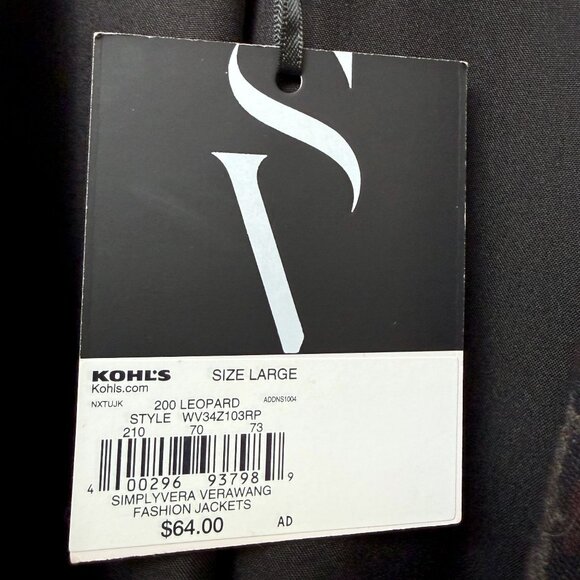 SV
KOHL'S SIZE LARGE
Kohls.com
NXTUJK 200 LEOPARD ADDNS1004
STYLE WV34Z103RP
210 70 73
4 00296 93798 9
SIMPLYVERA VERAWANG
FASHION JACKETS
$64.00 AD